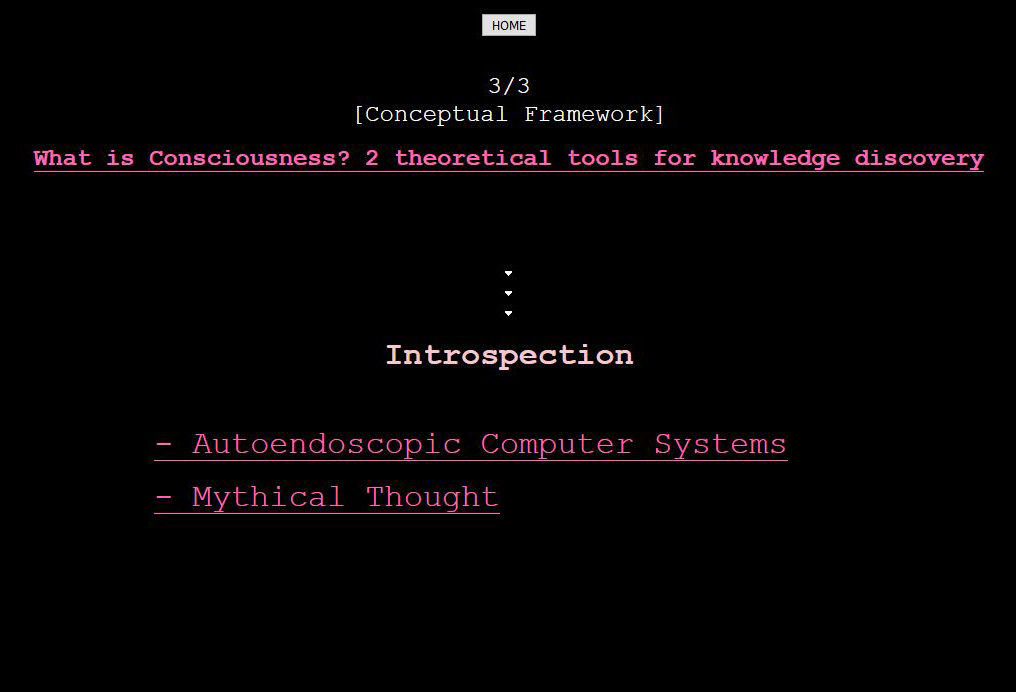 HOME
3/3
[Conceptual Framework]
What is Consciousness? 2 theoretical tools for knowledge discovery
Introspection
- Autoendoscopic Computer Systems
- Mythical Thought